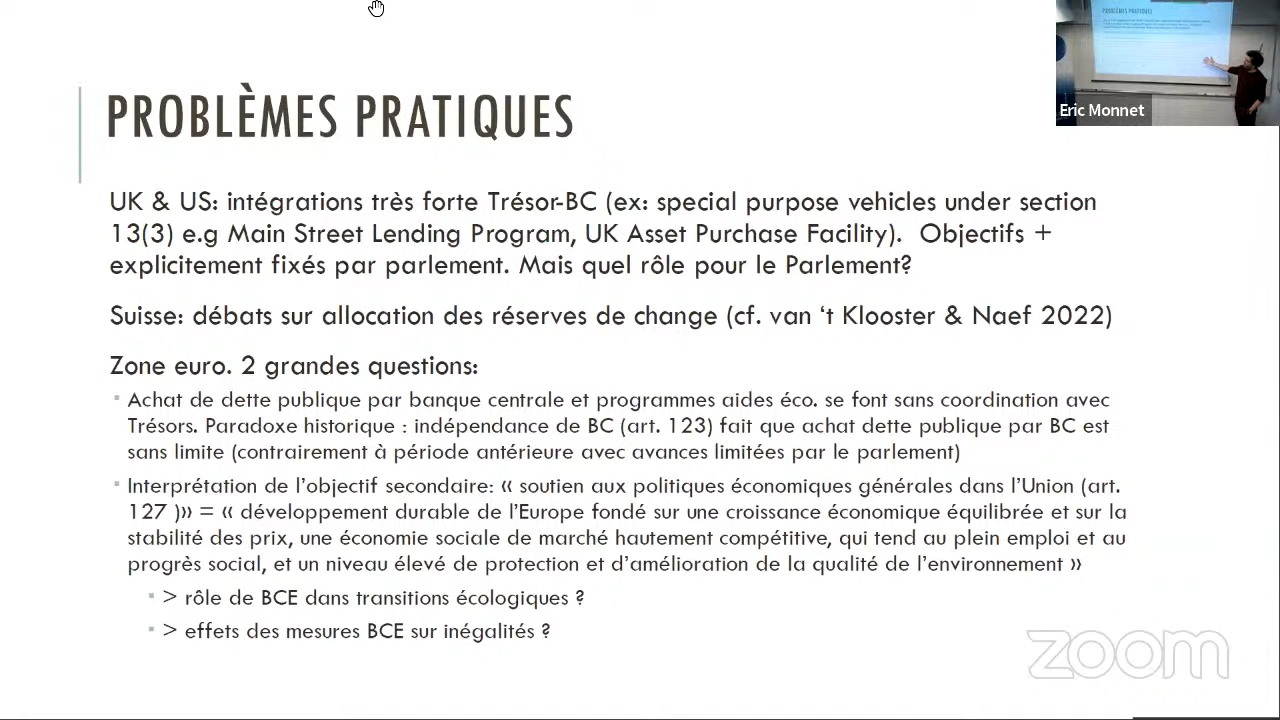 PROBLÈMES PRATIQUES
Eric Monnet
PROBLÈMES PRATIQUES
UK & US: intégrations très forte Trésor-BC (ex: special purpose vehicles under section
13(3) e.g Main Street Lending Program, UK Asset Purchase Facility).  Objectifs +
explicitement fixés par parlement. Mais quel rôle pour le Parlement?
Suisse: débats sur allocation des réserves de change (cf. van ‘t Klooster & Naef 2022)
Zone euro. 2 grandes questions:
Achat de dette publique par banque centrale et programmes aides éco. se font sans coordination avec
Trésors. Paradoxe historique : indépendance de BC (art. 123) fait que achat dette publique par BC est
sans limite (contrairement à période antérieure avec avances limitées par le parlement)
Interprétation de l’objectif secondaire: « soutien aux politiques économiques générales dans l’Union (art.
127 )» = « développement durable de l’Europe fondé sur une croissance économique équilibrée et sur la
stabilité des prix, une économie sociale de marché hautement compétitive, qui tend au plein emploi et au
progrès social, et un niveau élevé de protection et d’amélioration de la qualité de l’environnement »
> rôle de BCE dans transitions écologiques ?
> effets des mesures BCE sur inégalités ?
zoom